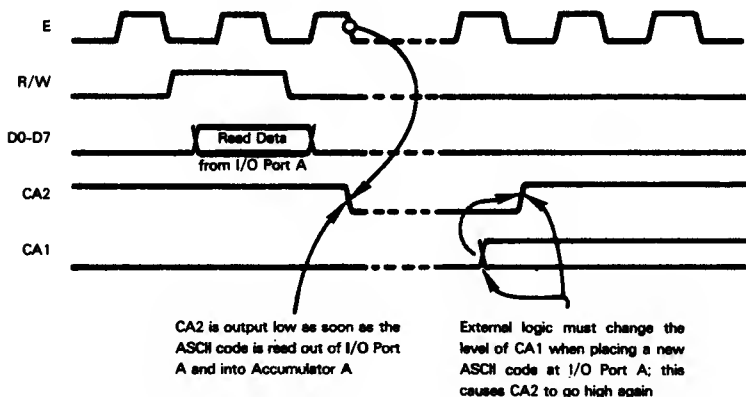 E
R/W
D0-D7
Read Data
from I/O Port A
CA2
CA1
CA2 is output low as soon as the
ASCII code is read out of I/O Port
A and into Accumulator A
External logic must change the
level of CA1 when placing a new
ASCII code at I/O Port A; this
causes CA2 to go high again